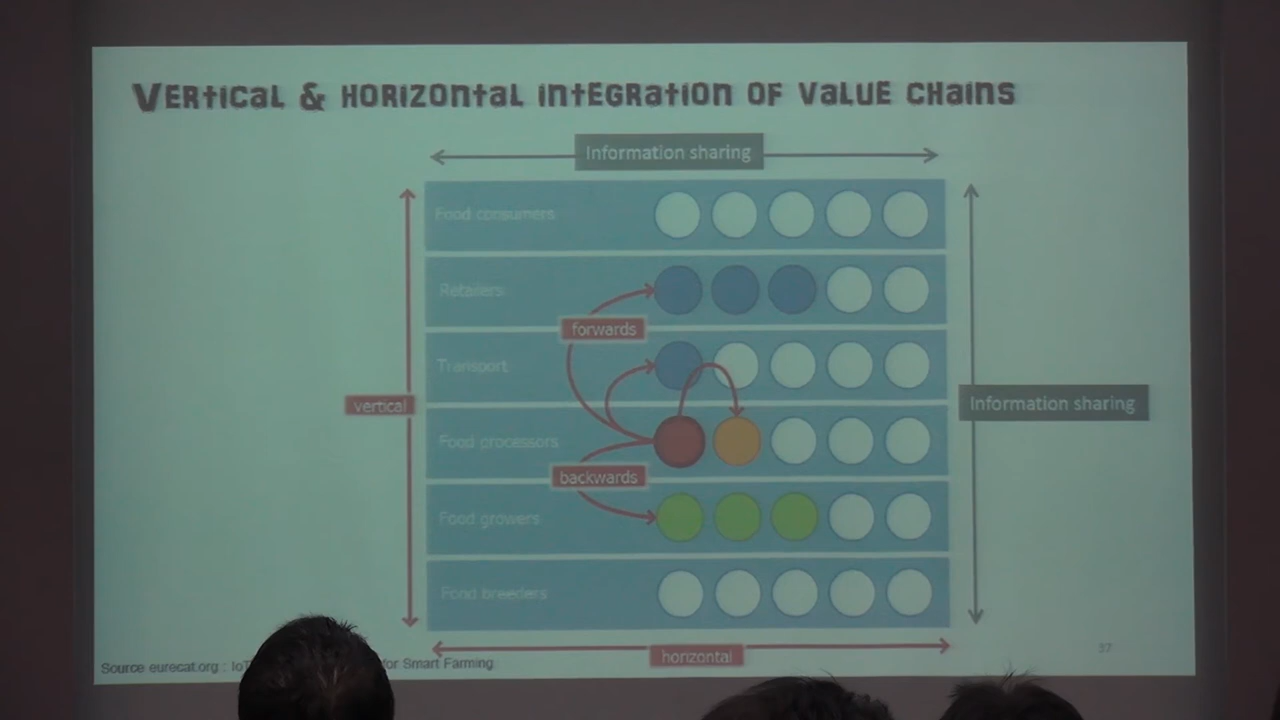 Vertical & horizontal integration of value chains
Information sharing
Food consumers
Retailers
forwards
Transport
vertical
Information sharing
Food processors
backwards
Food growers
Food breeders
horizontal
37
Source eurecat.org : IoT for Smart Farming